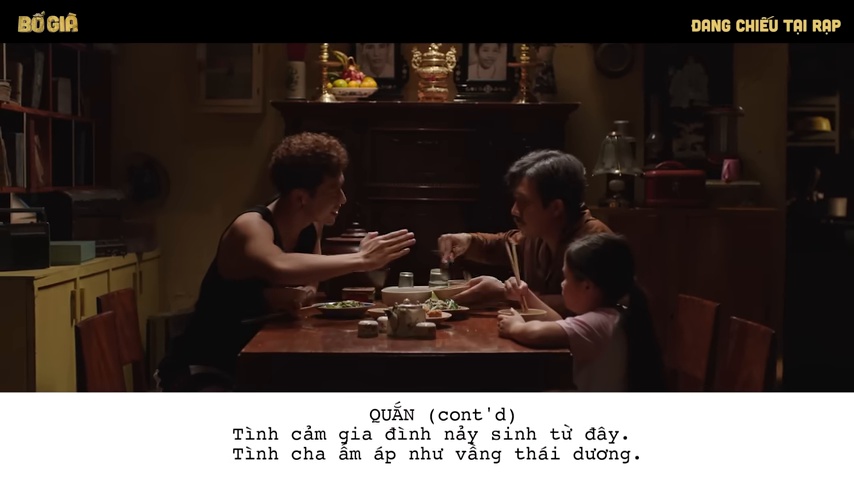 BỐ GIÀ
ĐANG CHIẾU TẠI RẠP
QUẮN (cont'd)
Tình cảm gia đình nảy sinh từ đây.
Tình cha ấm áp như vầng thái dương.